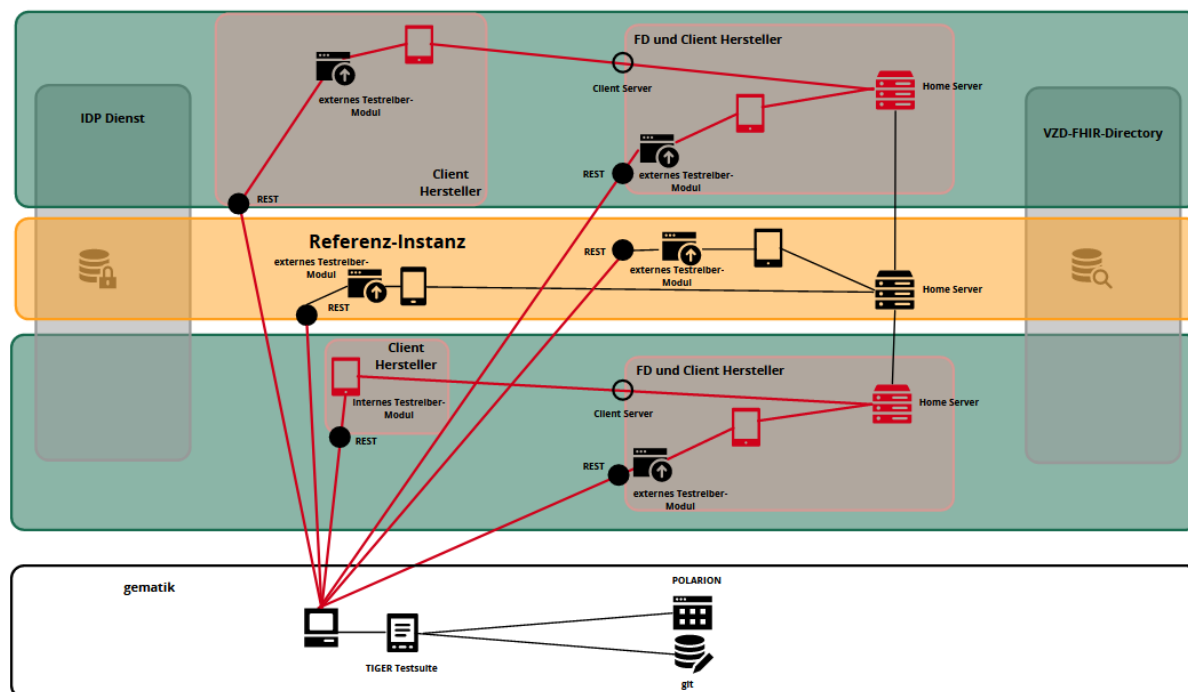 FD und Client Hersteller
Client Server
Home Server
externes Testreiber-
Modul
IDP Dienst
VZD-FHIR-Directory
Client
Hersteller
REST
REST
externes Testreiber-
Modul
Referenz-Instanz
externes Testreiber-
Modul
REST
REST
externes Testreiber-
Modul
Home Server
Client
Hersteller
Internes Testreiber-
Modul
REST
FD und Client Hersteller
Client Server
Home Server
REST
externes Testreiber-
Modul
gematik
POLARION
TIGER Testsuite
git